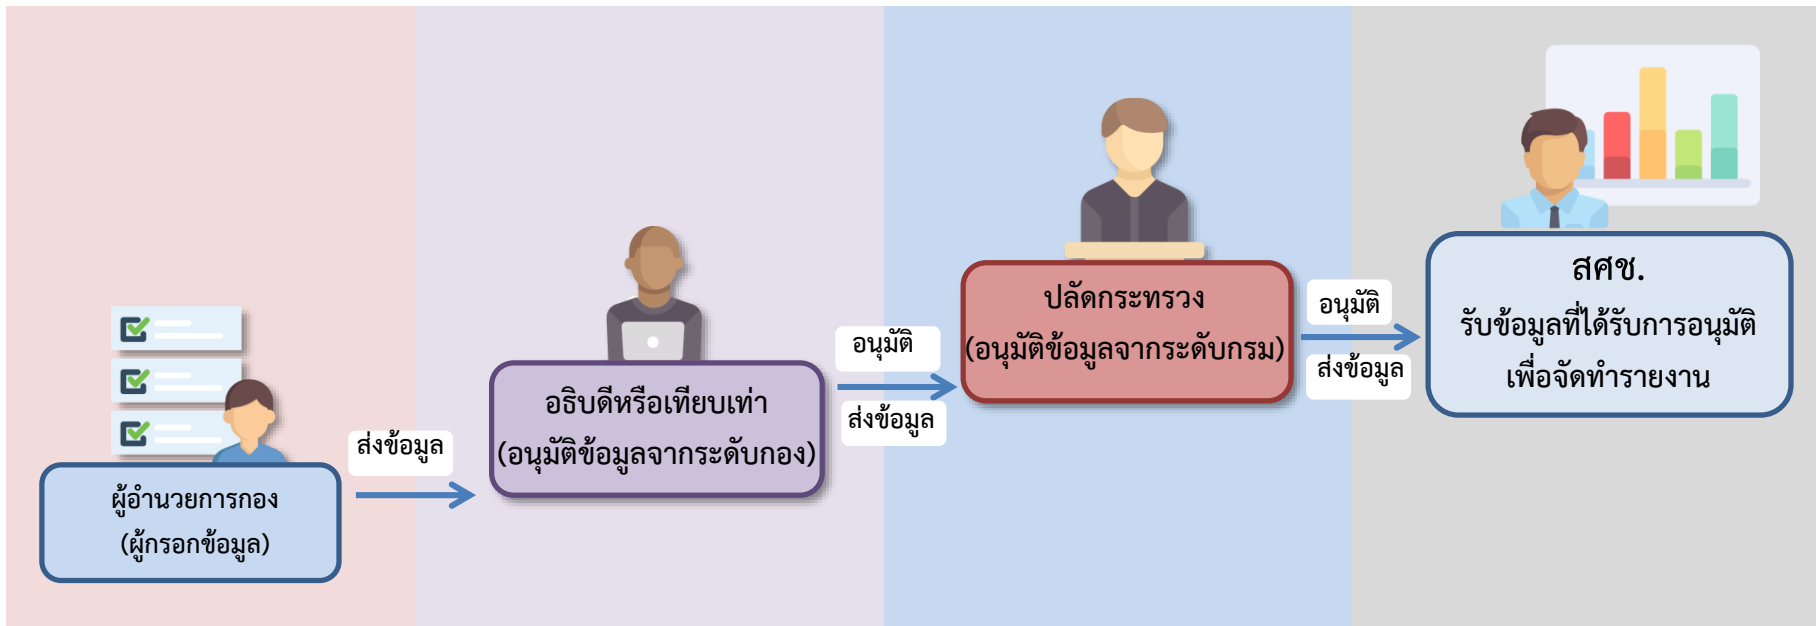 ผู้อำนวยการกอง
(ผู้กรอกข้อมูล)
ส่งข้อมูล
อธิบดีหรือเทียบเท่า
(อนุมัติข้อมูลจากระดับกอง)
อนุมัติ
ส่งข้อมูล
ปลัดกระทรวง
(อนุมัติข้อมูลจากระดับกรม)
อนุมัติ
ส่งข้อมูล
สศช.
รับข้อมูลที่ได้รับการอนุมัติ
เพื่อจัดทำรายงาน